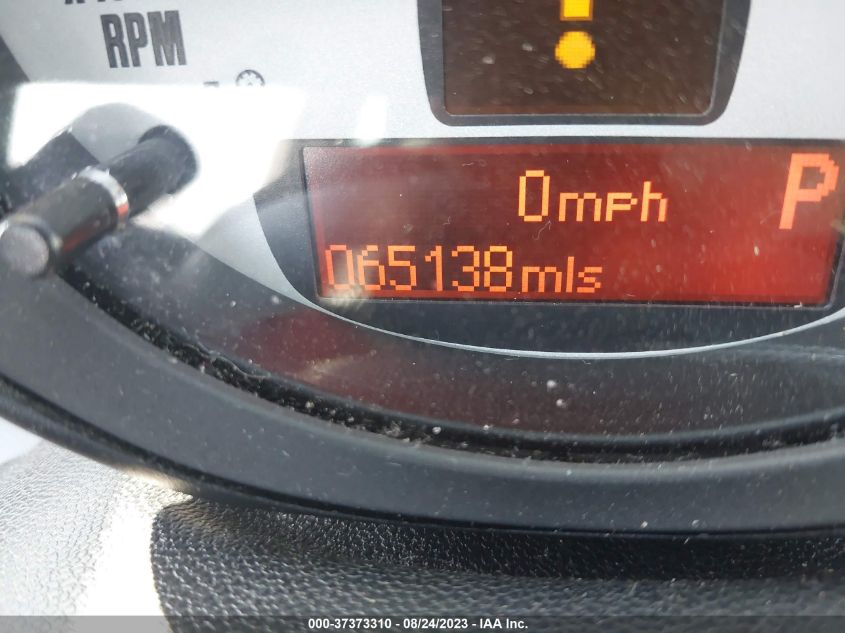 RPM
!
0mph
P
065138mls
000-37373310 - 08/24/2023 - IAA Inc.